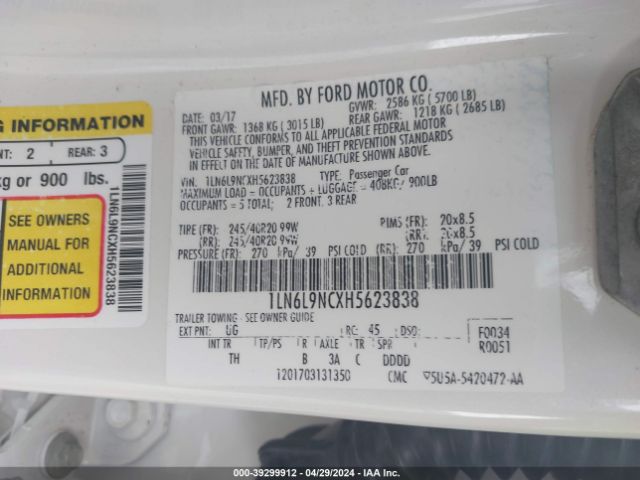 MFD. BY FORD MOTOR CO.
DATE: 03/17 GVWR: 2586 KG ( 5700 LB)
FRONT GAWR: 1368 KG ( 3015 LB) REAR GAWR: 1218 KG ( 2685 LB)
THIS VEHICLE CONFORMS TO ALL APPLICABLE FEDERAL MOTOR
VEHICLE SAFETY, BUMPER, AND THEFT PREVENTION STANDARDS
IN EFFECT ON THE DATE OF MANUFACTURE SHOWN ABOVE.
VIN: 1LN6L9NCXH5623838 TYPE: Passenger Car
MAXIMUM LOAD = OCCUPANTS + LUGGAGE = 408KG/ 900LB
OCCUPANTS = 5 TOTAL; 2 FRONT, 3 REAR
TIRE (FR): 245/40R20 99W RIMS (FR): 20x8.5
(RR): 245/40R20 99W (RR): 20x8.5
PRESSURE (FR): 270 kPa/ 39 PSI COLD (RR): 270 kPa/ 39 PSI COLD
1LN6L9NCXH5623838
TRAILER TOWING - SEE OWNER GUIDE
EXT PNT: UG RC: 45 DSO: F0034
INT TR TP/PS R AXLE TR SPR R0051
TH B 3A C DDDD
1201703131350 CMC 5U5A-5420472-AA
G INFORMATION
NT: 2 REAR: 3
kg or 900 lbs.
SEE OWNERS
MANUAL FOR
ADDITIONAL
INFORMATION
1LN6L9NCXH5623838
000-39299912 - 04/29/2024 - IAA Inc.